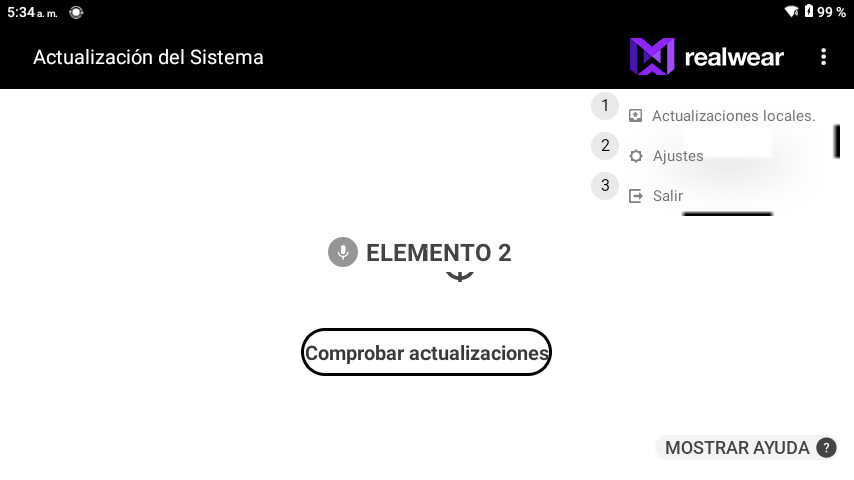 5:34 a. m.
99 %
Actualización del Sistema
realwear
1
Actualizaciones locales.
2
Ajustes
3
Salir
ELEMENTO 2
Comprobar actualizaciones
MOSTRAR AYUDA ?